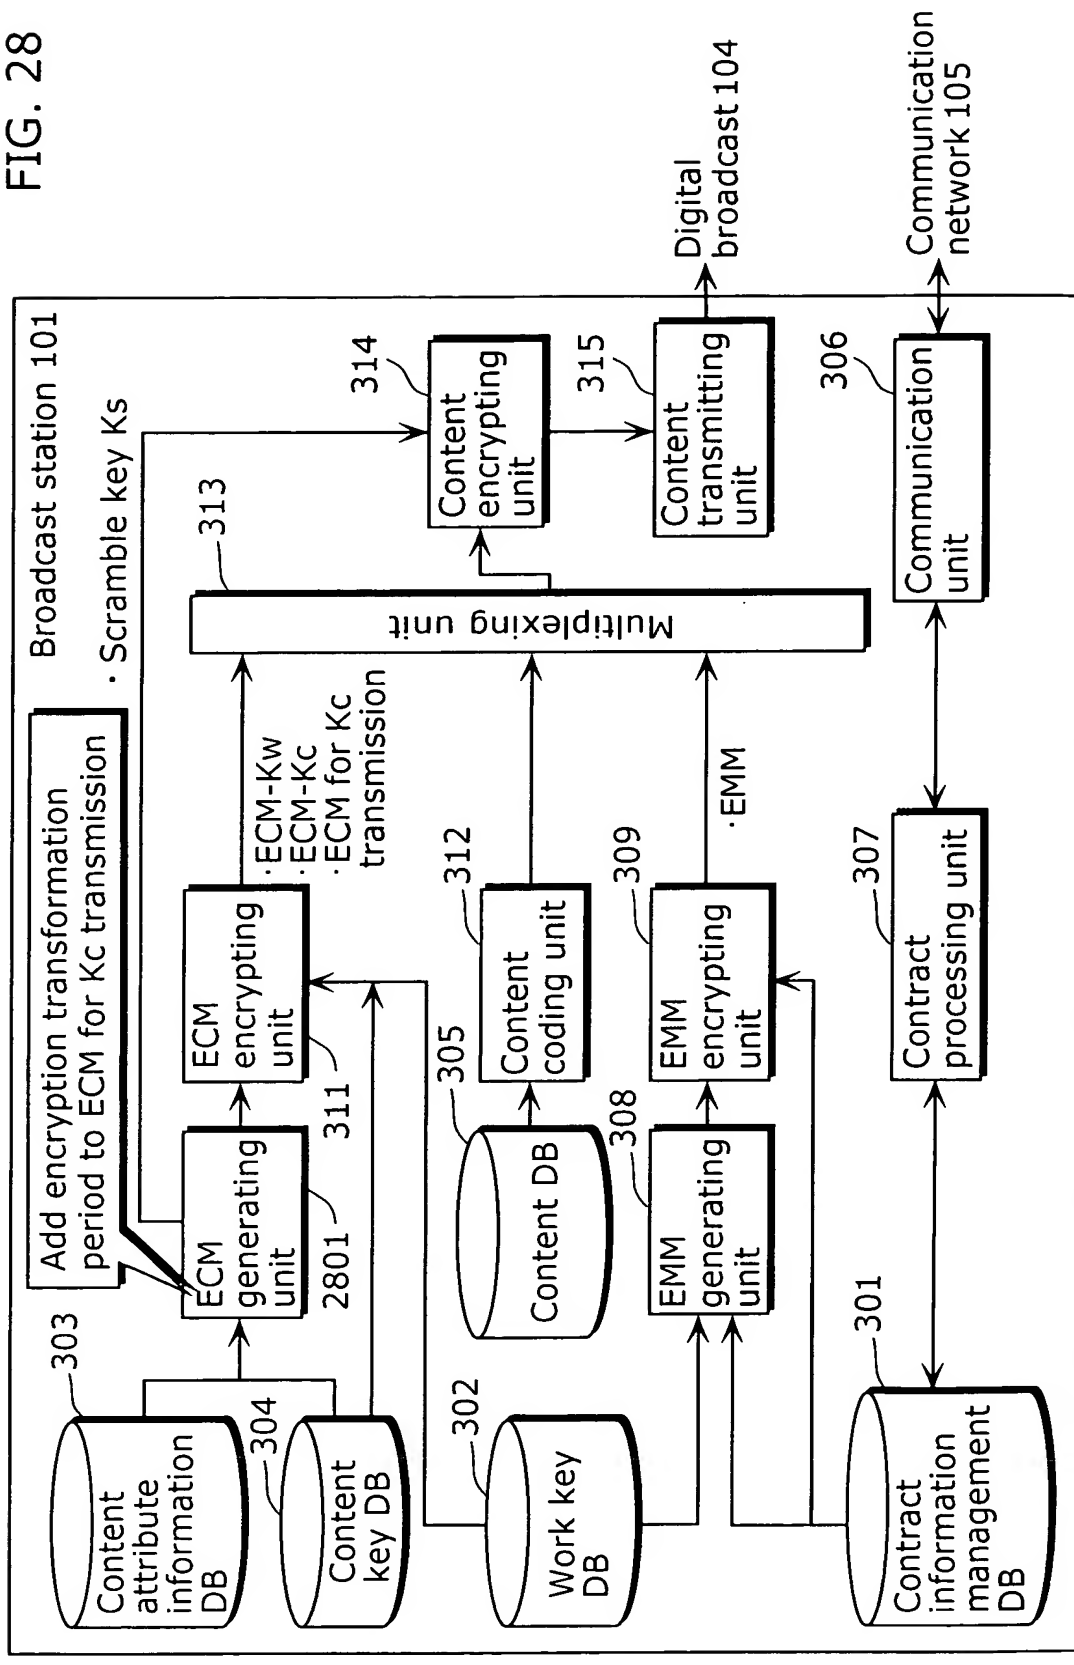 FIG. 28
Broadcast station 101
Add encryption transformation
period to ECM for Kc transmission
· Scramble key Ks
303
Content
attribute
information
DB
304
Content
key DB
ECM
generating
unit
2801
ECM
encrypting
unit
311
·ECM-Kw
·ECM-Kc
·ECM for Kc
transmission
313
Multiplexing unit
314
Content
encrypting
unit
315
Content
transmitting
unit
Digital
broadcast 104
302
Work key
DB
305
Content DB
312
Content
coding unit
308
EMM
generating
unit
309
EMM
encrypting
unit
·EMM
301
Contract
information
management
DB
307
Contract
processing unit
306
Communication
unit
Communication
network 105